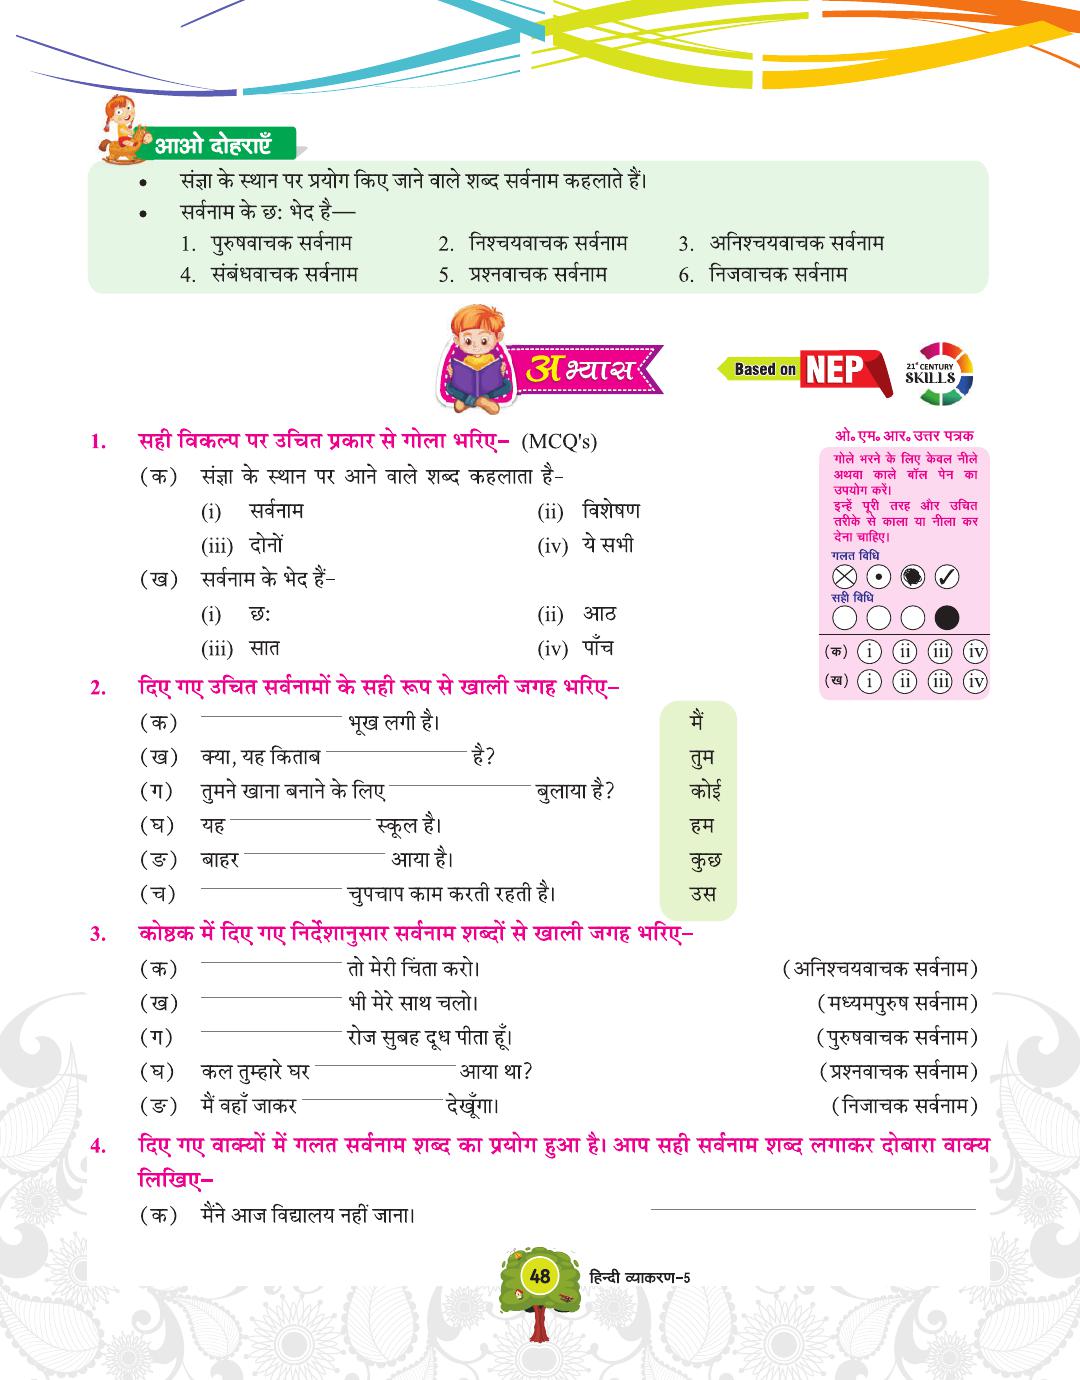 आओ दोहराएँ
• संज्ञा के स्थान पर प्रयोग किए जाने वाले शब्द सर्वनाम कहलाते हैं।
• सर्वनाम के छ: भेद है—
1. पुरुषवाचक सर्वनाम 2. निश्चयवाचक सर्वनाम 3. अनिश्चयवाचक सर्वनाम
4. संबंधवाचक सर्वनाम 5. प्रश्नवाचक सर्वनाम 6. निजवाचक सर्वनाम
अभ्यास
Based on NEP
21st CENTURY
SKILLS
1. सही विकल्प पर उचित प्रकार से गोला भरिए– (MCQ's)
(क) संज्ञा के स्थान पर आने वाले शब्द कहलाता है–
(i) सर्वनाम (ii) विशेषण
(iii) दोनों (iv) ये सभी
(ख) सर्वनाम के भेद हैं–
(i) छ: (ii) आठ
(iii) सात (iv) पाँच
ओ. एम. आर. उत्तर पत्रक
गोले भरने के लिए केवल नीले
अथवा काले बॉल पेन का
उपयोग करें।
इन्हें पूरी तरह और उचित
तरीके से काला या नीला कर
देना चाहिए।
गलत विधि
सही विधि
(क) i ii iii iv
(ख) i ii iii iv
2. दिए गए उचित सर्वनामों के सही रूप से खाली जगह भरिए–
(क) ____________ भूख लगी है। मैं
(ख) क्या, यह किताब ____________ है? तुम
(ग) तुमने खाना बनाने के लिए ____________ बुलाया है? कोई
(घ) यह ____________ स्कूल है। हम
(ङ) बाहर ____________ आया है। कुछ
(च) ____________ चुपचाप काम करती रहती है। उस
3. कोष्ठक में दिए गए निर्देशानुसार सर्वनाम शब्दों से खाली जगह भरिए–
(क) ____________ तो मेरी चिंता करो। (अनिश्चयवाचक सर्वनाम)
(ख) ____________ भी मेरे साथ चलो। (मध्यमपुरुष सर्वनाम)
(ग) ____________ रोज सुबह दूध पीता हूँ। (पुरुषवाचक सर्वनाम)
(घ) कल तुम्हारे घर ____________ आया था? (प्रश्नवाचक सर्वनाम)
(ङ) मैं वहाँ जाकर ____________ देखूँगा। (निजाचक सर्वनाम)
4. दिए गए वाक्यों में गलत सर्वनाम शब्द का प्रयोग हुआ है। आप सही सर्वनाम शब्द लगाकर दोबारा वाक्य
लिखिए–
(क) मैंने आज विद्यालय नहीं जाना। ____________
48 हिन्दी व्याकरण–5